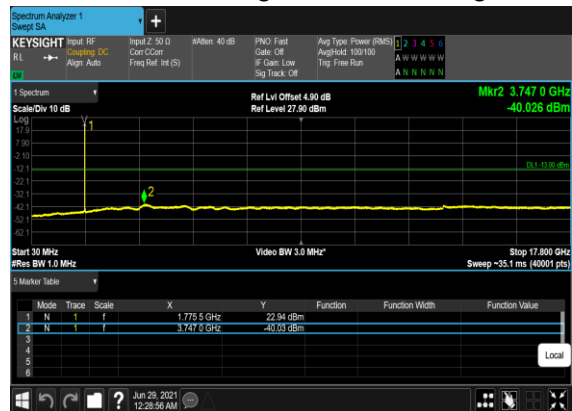 Spectrum Analyzer 1
Swept SA
+
KEYSIGHT Input: RF Input Z: 50 Ω #Atten: 40 dB PNO: Fast Avg Type: Power (RMS) 1 2 3 4 5 6
RL Coupling: DC Corr CCorr Gate: Off Avg|Hold: 100/100 A W W W W W
Align: Auto Freq Ref: Int (S) IF Gain: Low Trig: Free Run
LW Sig Track: Off A N N N N N
1 Spectrum Ref Lvl Offset 4.90 dB Mkr2 3.747 0 GHz
Scale/Div 10 dB Ref Level 27.90 dBm -40.026 dBm
Log
17.9 1
7.90
-2.10
-12.1 DL1 -13.00 dBm
-22.1
-32.1 2
-42.1
-52.1
-62.1
Start 30 MHz Video BW 3.0 MHz* Stop 17.800 GHz
#Res BW 1.0 MHz Sweep ~35.1 ms (40001 pts)
5 Marker Table
Mode Trace Scale X Y Function Function Width Function Value
1 N 1 f 1.775 5 GHz 22.94 dBm
2 N 1 f 3.747 0 GHz -40.03 dBm
3
4
5
6
Local
? Jun 29, 2021
12:28:56 AM